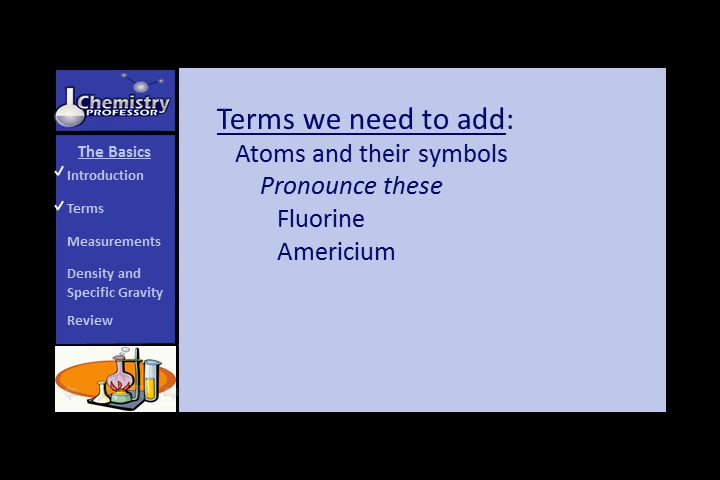 Chemistry
PROFESSOR
The Basics
Introduction
Terms
Measurements
Density and
Specific Gravity
Review
Terms we need to add:
Atoms and their symbols
Pronounce these
Fluorine
Americium